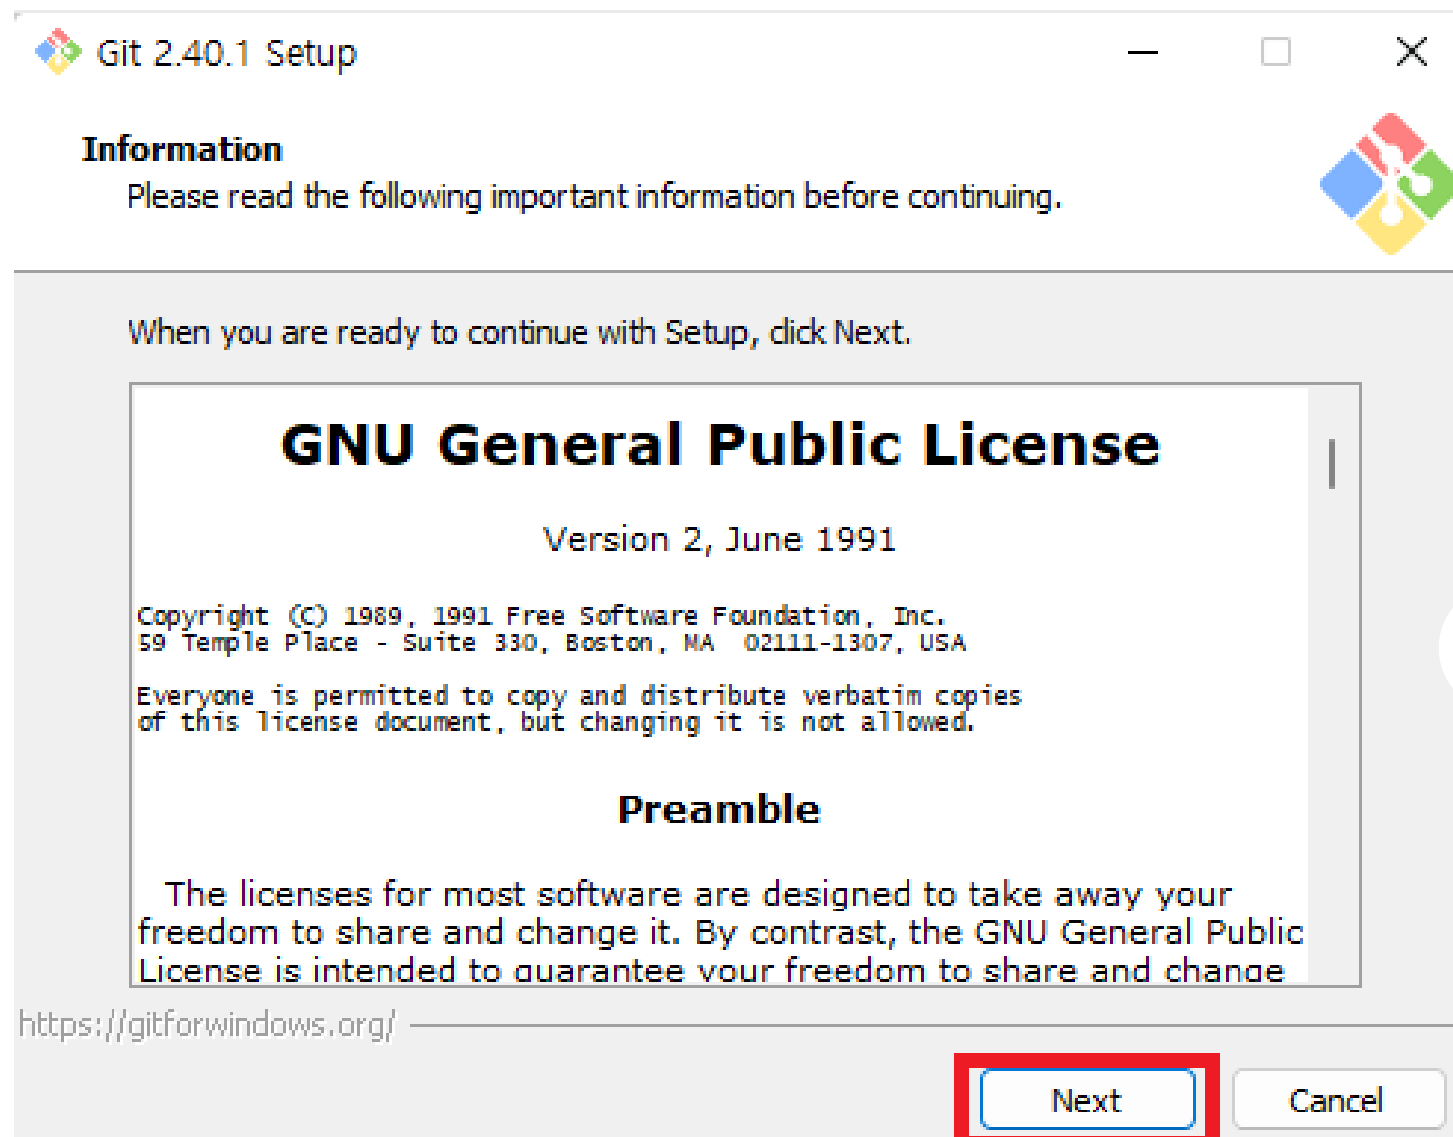 Git 2.40.1 Setup
Information
Please read the following important information before continuing.
When you are ready to continue with Setup, click Next.
GNU General Public License
Version 2, June 1991
Copyright (C) 1989, 1991 Free Software Foundation, Inc.
59 Temple Place - Suite 330, Boston, MA  02111-1307, USA
Everyone is permitted to copy and distribute verbatim copies
of this license document, but changing it is not allowed.
Preamble
The licenses for most software are designed to take away your
freedom to share and change it. By contrast, the GNU General Public
License is intended to guarantee your freedom to share and change
https://gitforwindows.org/
Next
Cancel